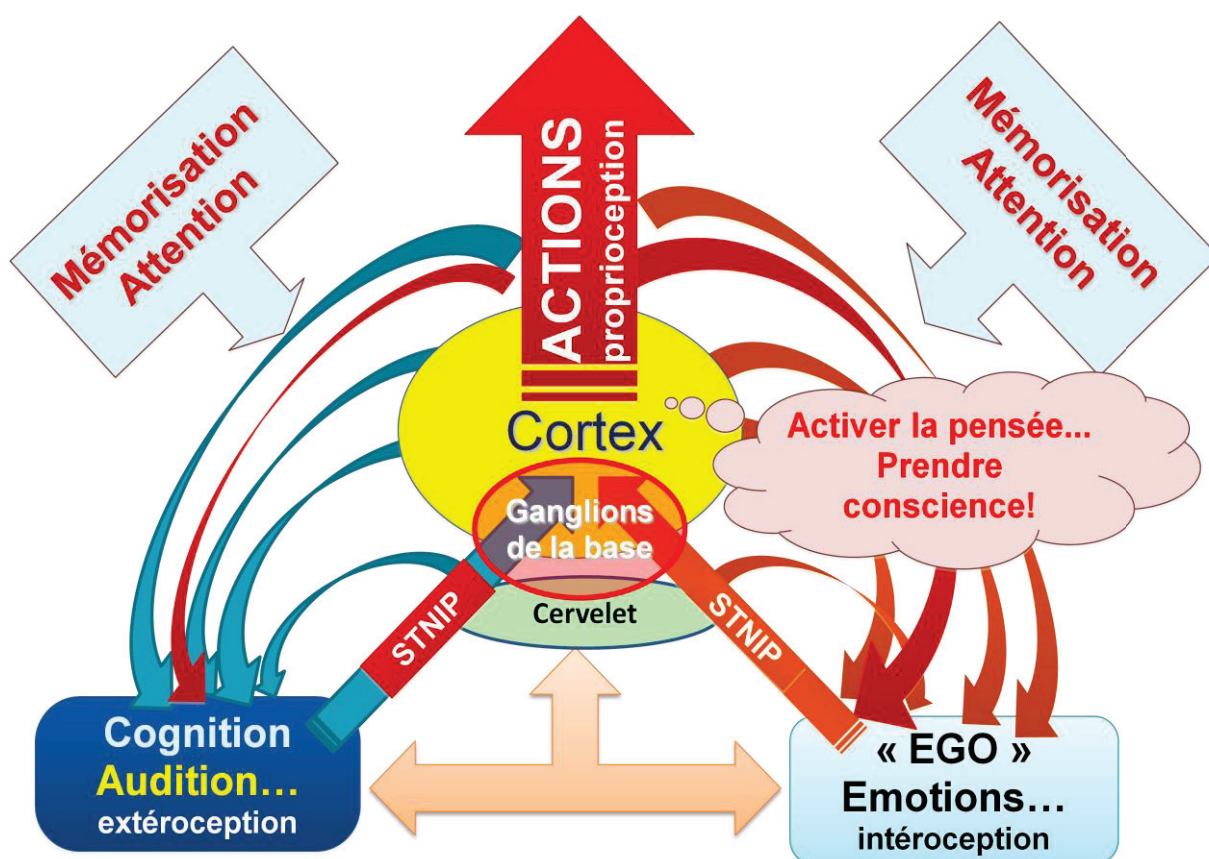 Mémorisation
Attention
ACTIONS
proprioception
Mémorisation
Attention
Cortex
Activer la pensée...
Prendre
conscience!
Ganglions
de la base
Cervelet
STNIP
STNIP
Cognition
Audition...
extéroception
« EGO »
Emotions...
intéroception